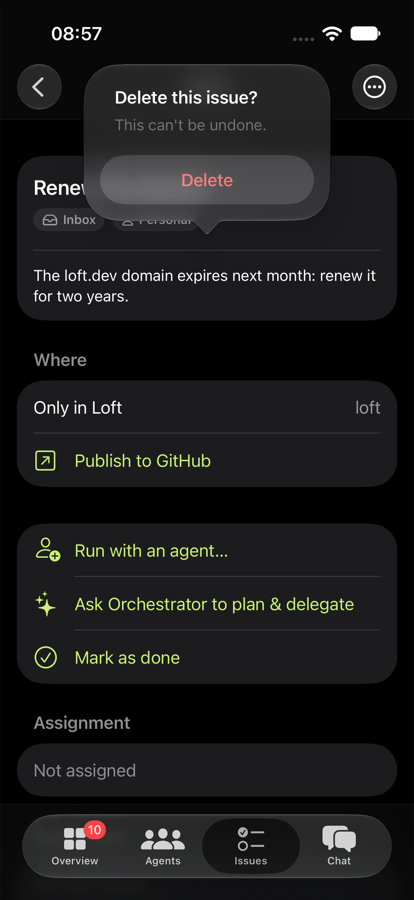 08:57
Delete this issue?
This can't be undone.
Delete
Inbox
Personal
The loft.dev domain expires next month: renew it
for two years.
Where
Only in Loft
loft
Publish to GitHub
Run with an agent...
Ask Orchestrator to plan & delegate
Mark as done
Assignment
Not assigned
10
Overview
Agents
Issues
Chat